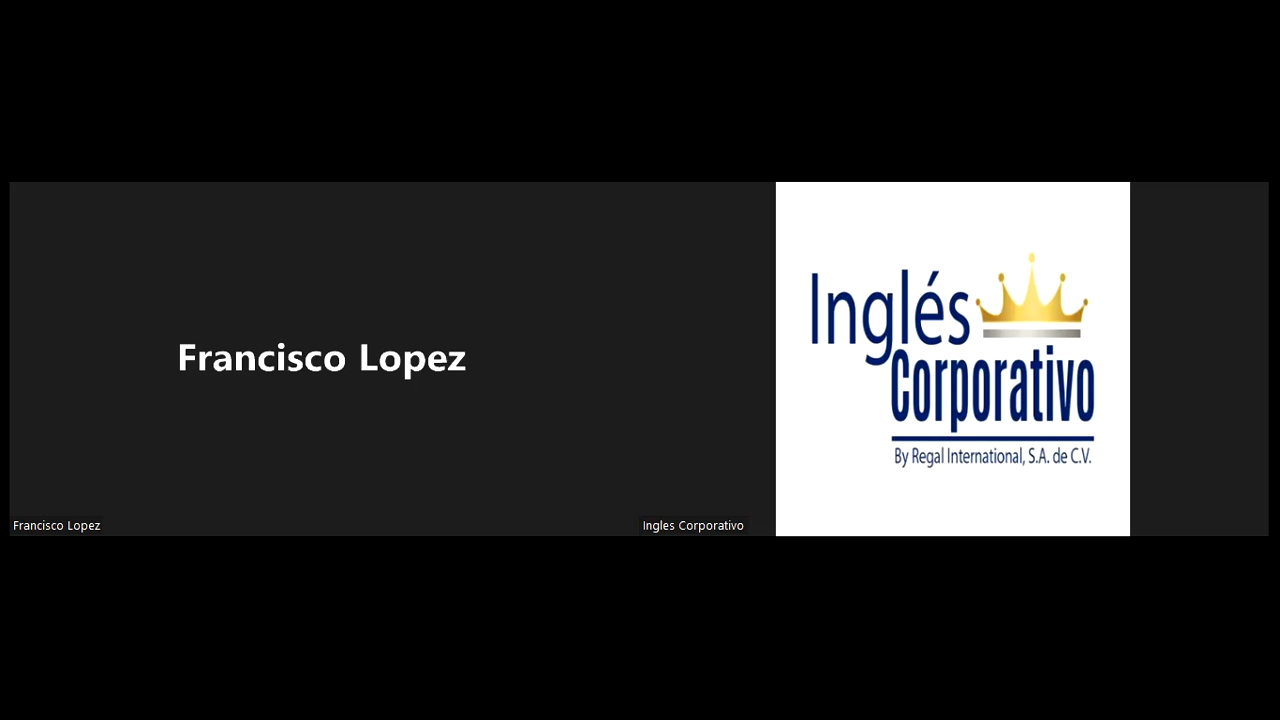 Francisco Lopez
Francisco Lopez
Ingles Corporativo
Inglés
Corporativo
By Regal International, S.A. de C.V.